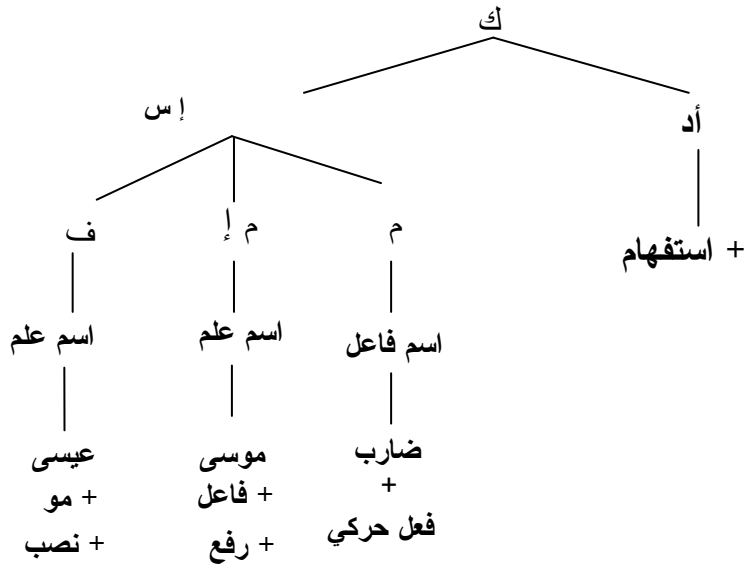 ك
إ س
أد
+ استفهام
م
م إ
ف
اسم فاعل
اسم علم
اسم علم
ضارب
+
فعل حركي
موسى
+ فاعل
+ رفع
عيسى
+ مو
+ نصب